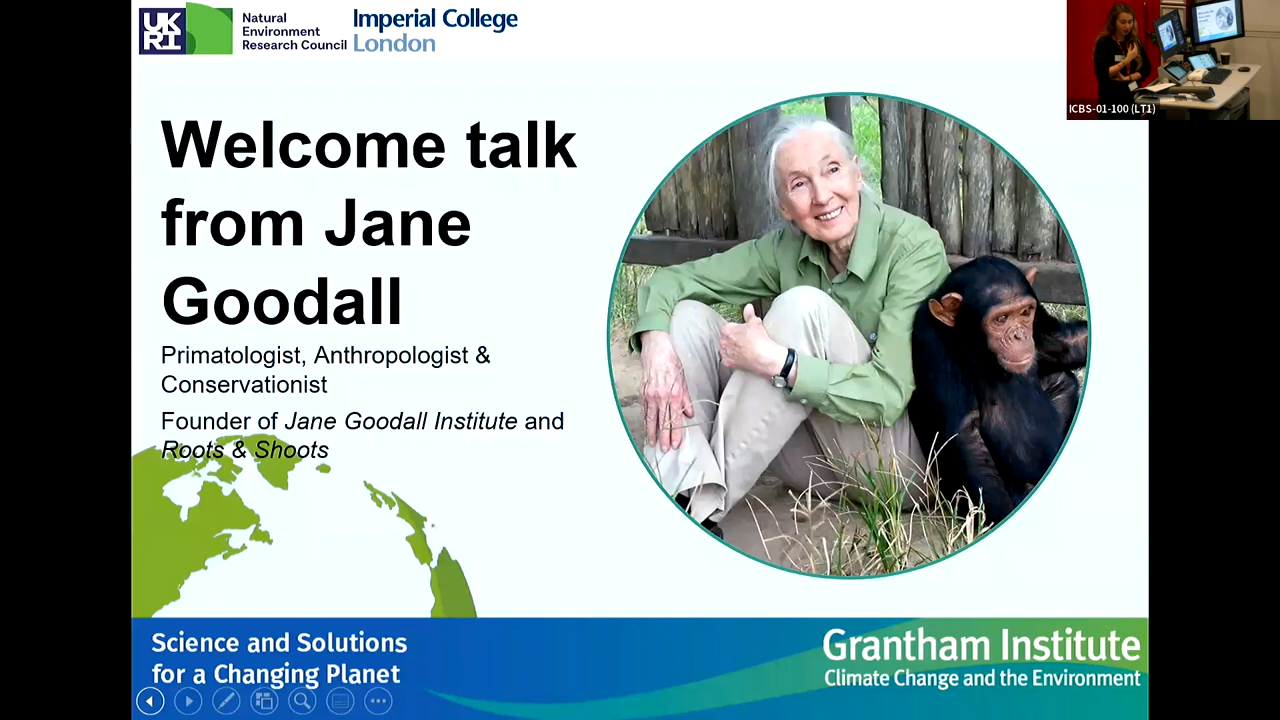 UK
RI
Natural
Environment
Research Council
Imperial College
London
ICBS-01-100 (LT1)
Welcome talk
from Jane
Goodall
Primatologist, Anthropologist &
Conservationist
Founder of Jane Goodall Institute and
Roots & Shoots
Science and Solutions
for a Changing Planet
Grantham Institute
Climate Change and the Environment